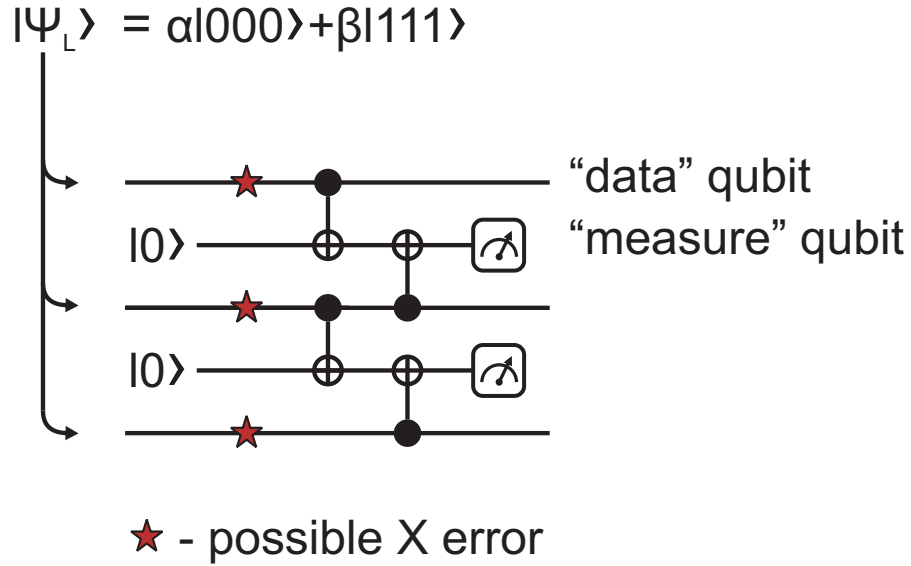 |Ψ_L⟩ = α|000⟩+β|111⟩
“data” qubit
|0⟩
“measure” qubit
|0⟩
★ - possible X error